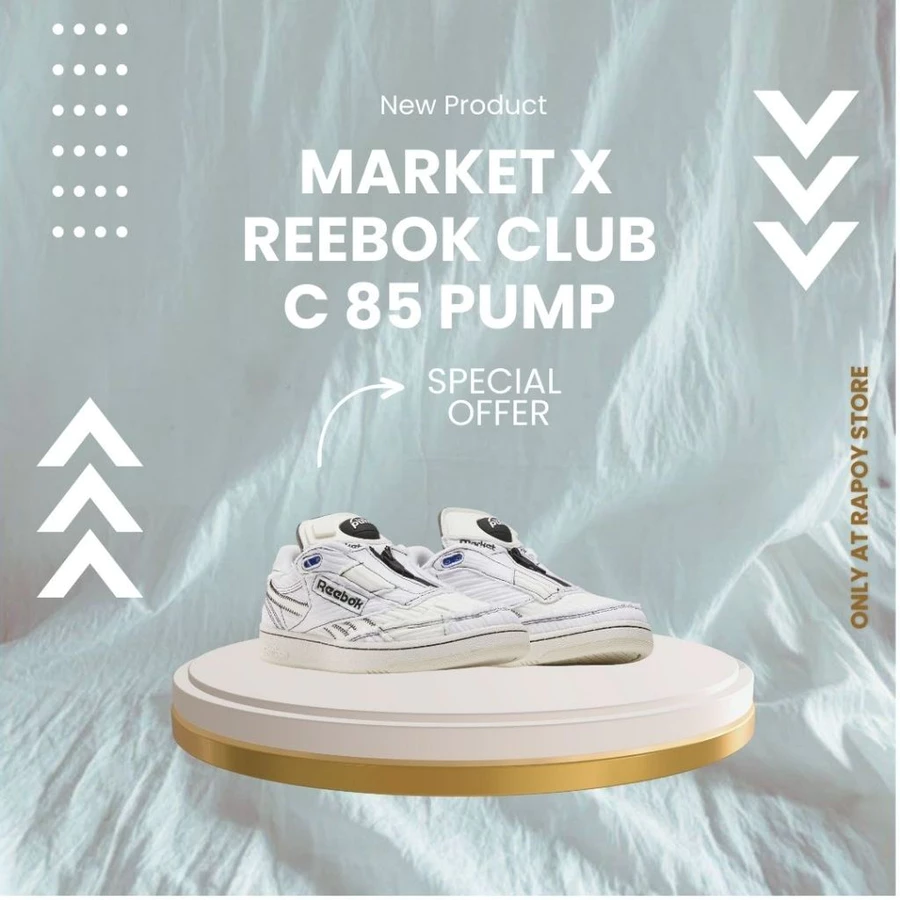 New Product
MARKET X
REEBOK CLUB
C 85 PUMP
SPECIAL
OFFER
ONLY AT RAPOY STORE
Reebok
Market